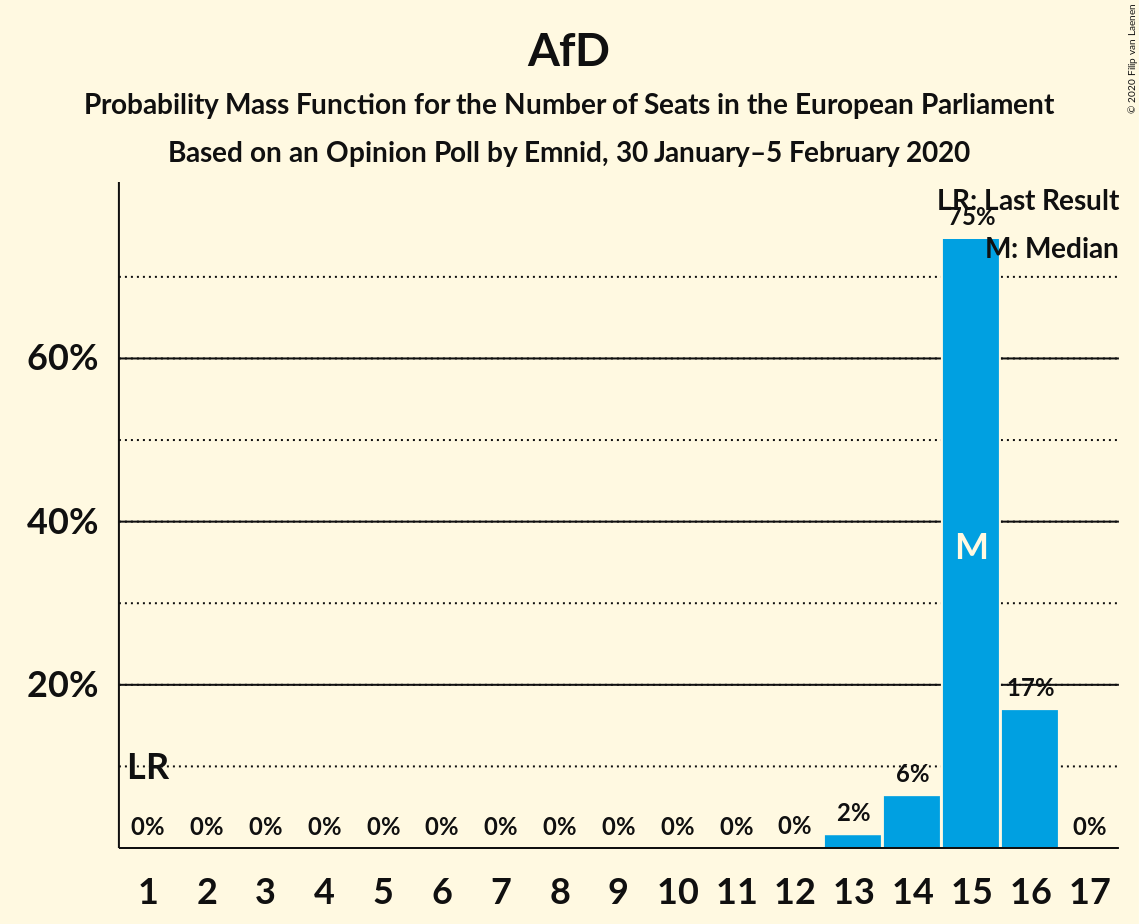 AfD
Probability Mass Function for the Number of Seats in the European Parliament
Based on an Opinion Poll by Emnid, 30 January–5 February 2020
© 2020 Filip van Laenen
LR: Last Result
M: Median
75%
60%
40%
20%
M
17%
LR
6%
2%
0% 0% 0% 0% 0% 0% 0% 0% 0% 0% 0% 0% 0%
1 2 3 4 5 6 7 8 9 10 11 12 13 14 15 16 17